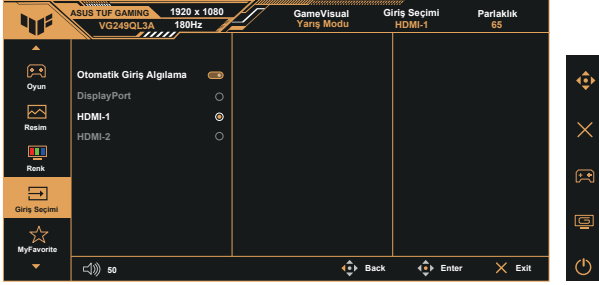 ASUS TUF GAMING
VG249QL3A
1920 x 1080
180Hz
GameVisual
Yarış Modu
Giriş Seçimi
HDMI-1
Parlaklık
65
Oyun
Resim
Renk
Giriş Seçimi
MyFavorite
Otomatik Giriş Algılama
DisplayPort
HDMI-1
HDMI-2
50
Back
Enter
Exit